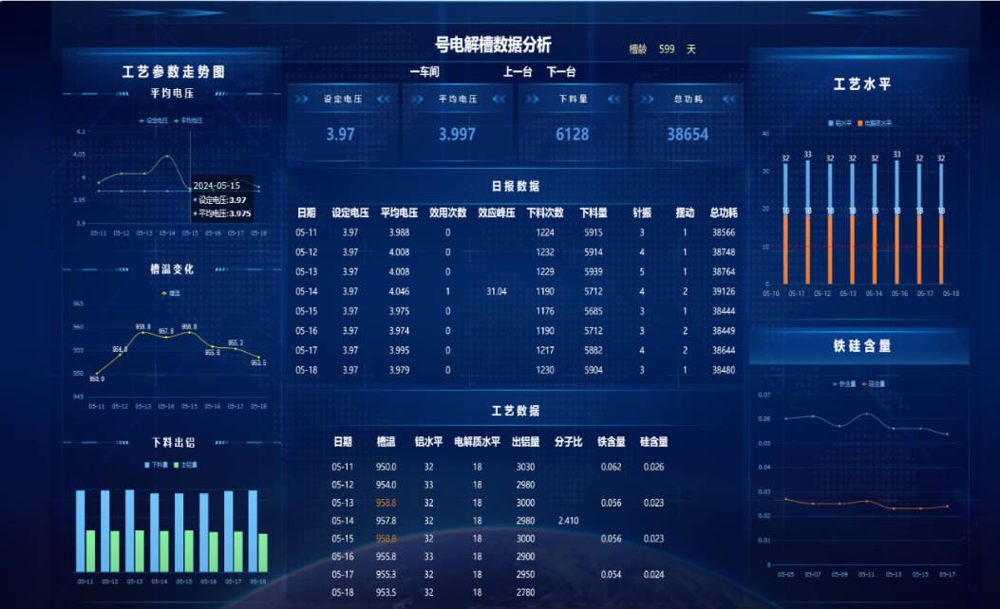 号电解槽数据分析
槽龄 599 天
一车间 上一台 下一台
工艺参数走势图
平均电压
设定电压 平均电压
4.1
4.05
4
3.95
3.9
2024-05-15
设定电压:3.97
平均电压:3.975
05-11 05-12 05-13 05-14 05-15 05-16 05-17 05-18
槽温变化
槽温
965
960
955
950
945
950.0 954.0 958.8 957.8 958.8 955.8 955.3 953.5
05-11 05-12 05-13 05-14 05-15 05-16 05-17 05-18
下料出铝
下料量 出铝量
05-11 05-12 05-13 05-14 05-15 05-16 05-17 05-18
设定电压 平均电压 下料量 总功耗
3.97 3.997 6128 38654
日报数据
日期 设定电压 平均电压 效用次数 效应峰压 下料次数 下料量 针振 摆动 总功耗
05-11 3.97 3.988 0 1224 5915 3 1 38566
05-12 3.97 4.008 0 1232 5914 4 1 38748
05-13 3.97 4.008 0 1229 5939 5 1 38764
05-14 3.97 4.046 1 31.04 1190 5712 4 2 39126
05-15 3.97 3.975 0 1176 5685 3 1 38444
05-16 3.97 3.974 0 1190 5712 3 2 38449
05-17 3.97 3.995 0 1217 5882 4 2 38644
05-18 3.97 3.979 0 1230 5904 3 1 38480
工艺数据
日期 槽温 铝水平 电解质水平 出铝量 分子比 铁含量 硅含量
05-11 950.0 32 18 3030 0.062 0.026
05-12 954.0 33 18 2980
05-13 958.8 32 18 3000 0.056 0.023
05-14 957.8 32 18 2980 2.410
05-15 958.8 32 18 3000 0.056 0.023
05-16 955.8 33 18 2900
05-17 955.3 32 18 2950 0.054 0.024
05-18 953.5 32 18 2780
工艺水平
铝水平 电解质水平
40
30
20
10
0
32 33 32 32 32 33 32 32
18 18 18 18 18 18 18 18
05-10 05-11 05-12 05-13 05-14 05-15 05-16 05-17 05-18
铁硅含量
铁含量 硅含量
0.07
0.06
0.05
0.04
0.03
0.02
0.01
0
05-05 05-07 05-09 05-11 05-13 05-15 05-17